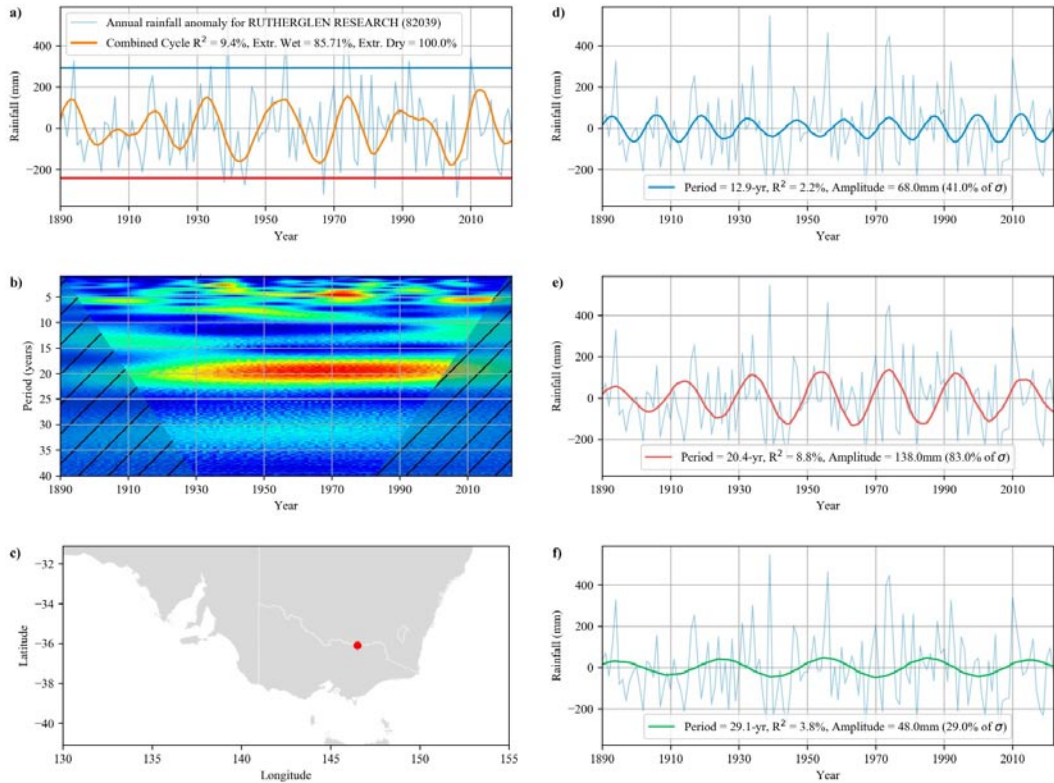 a)
Annual rainfall anomaly for RUTHERGLEN RESEARCH (82039)
Combined Cycle R² = 9.4%, Extr. Wet = 85.71%, Extr. Dry = 100.0%
Rainfall (mm)
400
200
0
−200
1890 1910 1930 1950 1970 1990 2010
Year
d)
Rainfall (mm)
400
200
0
−200
Period = 12.9-yr, R² = 2.2%, Amplitude = 68.0mm (41.0% of σ)
1890 1910 1930 1950 1970 1990 2010
Year
b)
Period (years)
5
10
15
20
25
30
35
40
1890 1910 1930 1950 1970 1990 2010
Year
e)
Rainfall (mm)
400
200
0
−200
Period = 20.4-yr, R² = 8.8%, Amplitude = 138.0mm (83.0% of σ)
1890 1910 1930 1950 1970 1990 2010
Year
c)
Latitude
−32
−34
−36
−38
−40
130 135 140 145 150 155
Longitude
f)
Rainfall (mm)
400
200
0
−200
Period = 29.1-yr, R² = 3.8%, Amplitude = 48.0mm (29.0% of σ)
1890 1910 1930 1950 1970 1990 2010
Year